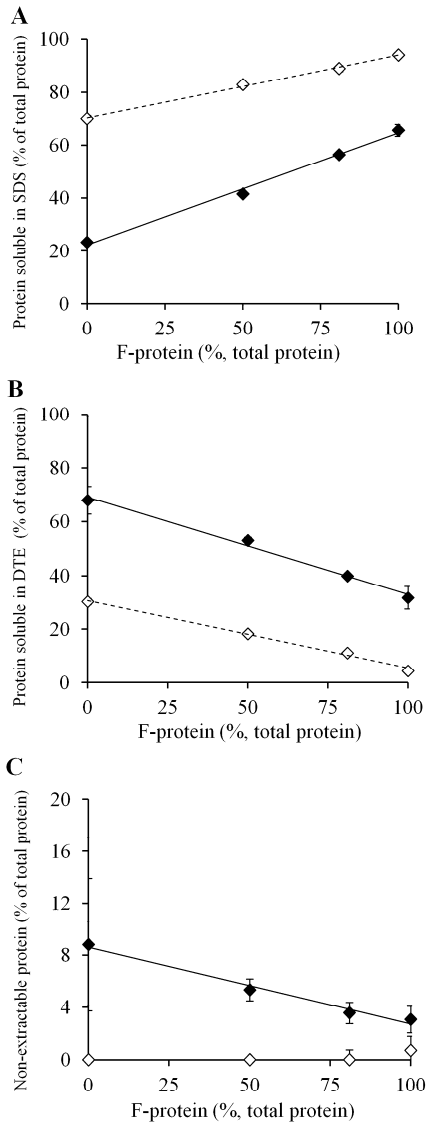 A
Protein soluble in SDS (% of total protein)
100
80
60
40
20
0
0 25 50 75 100
F-protein (%, total protein)
B
Protein soluble in DTE (% of total protein)
100
80
60
40
20
0
0 25 50 75 100
F-protein (%, total protein)
C
Non-extractable protein (% of total protein)
20
16
12
8
4
0
0 25 50 75 100
F-protein (%, total protein)